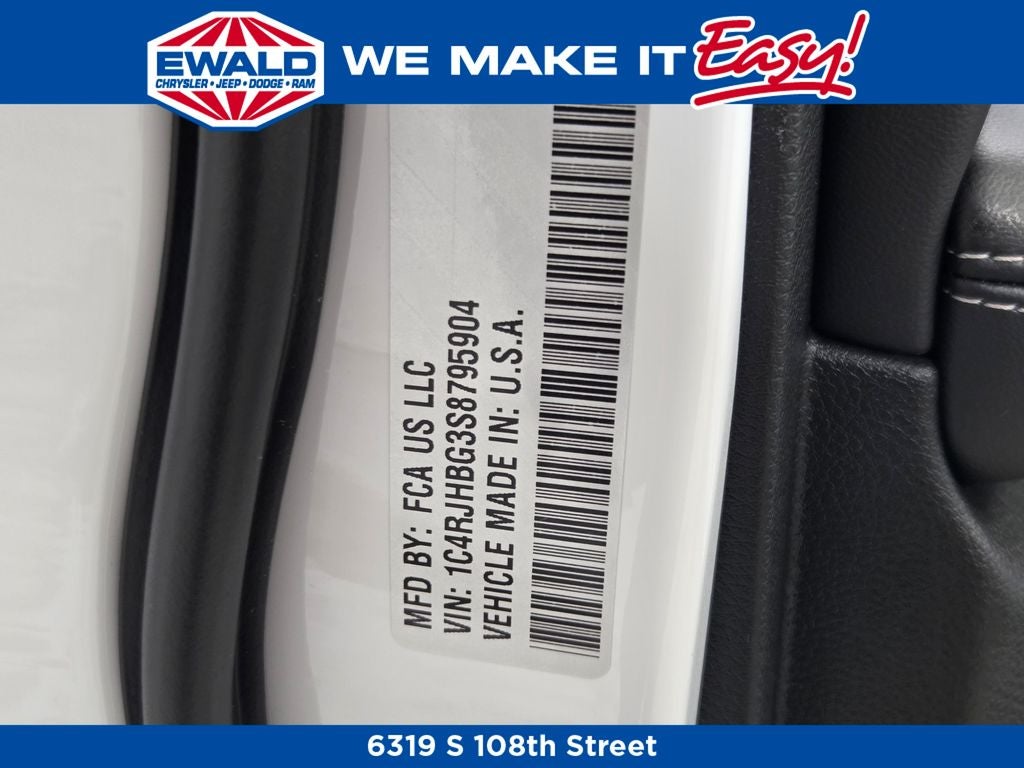 EWALD
CHRYSLER • JEEP • DODGE • RAM
WE MAKE IT Easy!
MFD BY: FCA US LLC
VIN: 1C4RJHBG3S8795904
VEHICLE MADE IN: U.S.A.
6319 S 108th Street